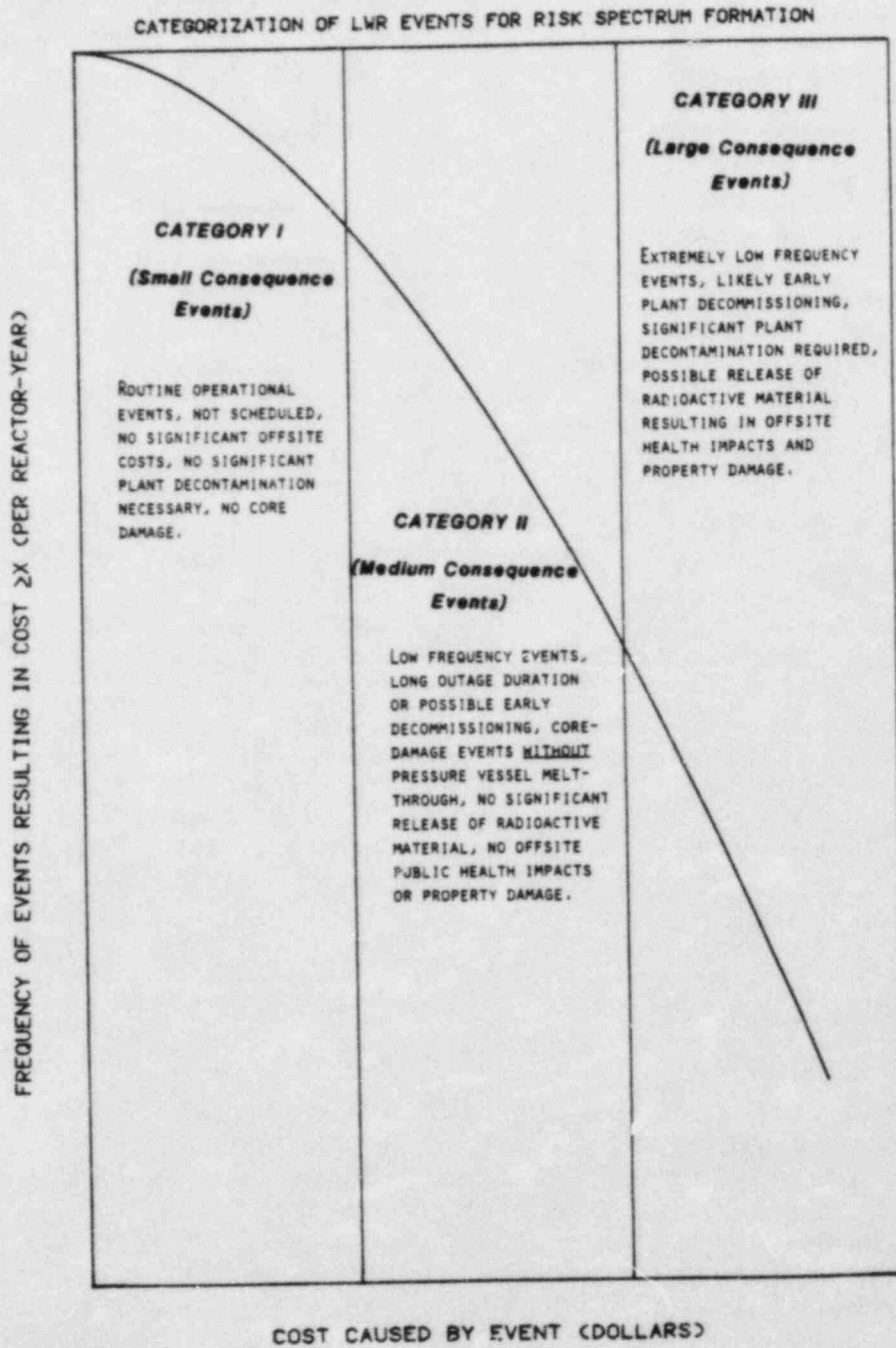 CATEGORIZATION OF LWR EVENTS FOR RISK SPECTRUM FORMATION
FREQUENCY OF EVENTS RESULTING IN COST ≥X (PER REACTOR-YEAR)
CATEGORY I
(Small Consequence
Events)
ROUTINE OPERATIONAL
EVENTS, NOT SCHEDULED,
NO SIGNIFICANT OFFSITE
COSTS, NO SIGNIFICANT
PLANT DECONTAMINATION
NECESSARY, NO CORE
DAMAGE.
CATEGORY II
(Medium Consequence
Events)
LOW FREQUENCY EVENTS,
LONG OUTAGE DURATION
OR POSSIBLE EARLY
DECOMMISSIONING, CORE-
DAMAGE EVENTS WITHOUT
PRESSURE VESSEL MELT-
THROUGH, NO SIGNIFICANT
RELEASE OF RADIOACTIVE
MATERIAL, NO OFFSITE
PUBLIC HEALTH IMPACTS
OR PROPERTY DAMAGE.
CATEGORY III
(Large Consequence
Events)
EXTREMELY LOW FREQUENCY
EVENTS, LIKELY EARLY
PLANT DECOMMISSIONING,
SIGNIFICANT PLANT
DECONTAMINATION REQUIRED,
POSSIBLE RELEASE OF
RADIOACTIVE MATERIAL
RESULTING IN OFFSITE
HEALTH IMPACTS AND
PROPERTY DAMAGE.
COST CAUSED BY EVENT (DOLLARS)